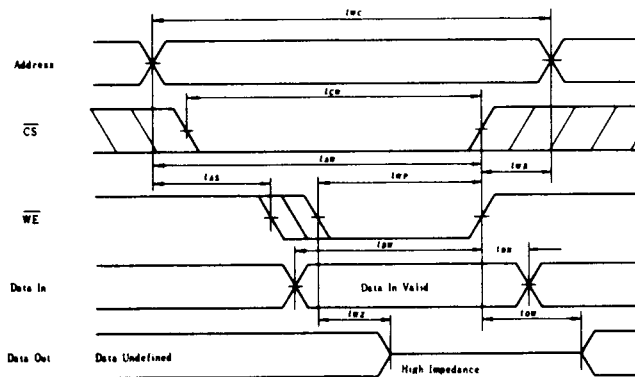 tWC
Address
tCW
CS
tAW
tWR
tAS
tWP
WE
tDW
tDH
Data In
Data In Valid
tWZ
tOW
Data Out
Data Undefined
High Impedance